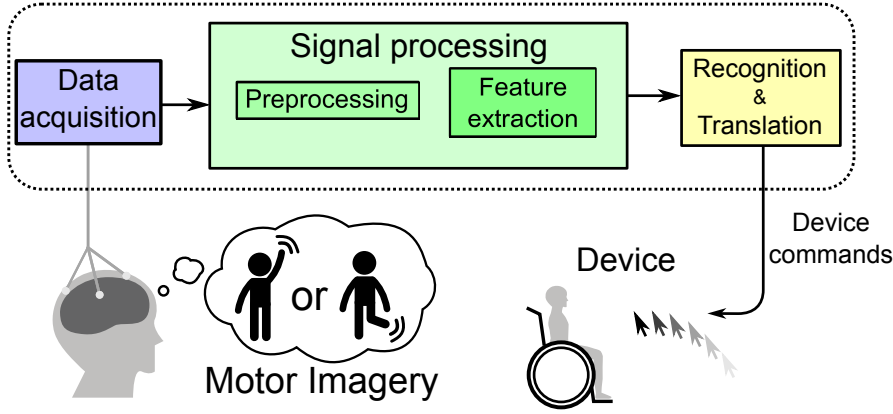 Signal processing
Data
acquisition
Preprocessing
Feature
extraction
Recognition
&
Translation
Device
commands
Device
or
Motor Imagery